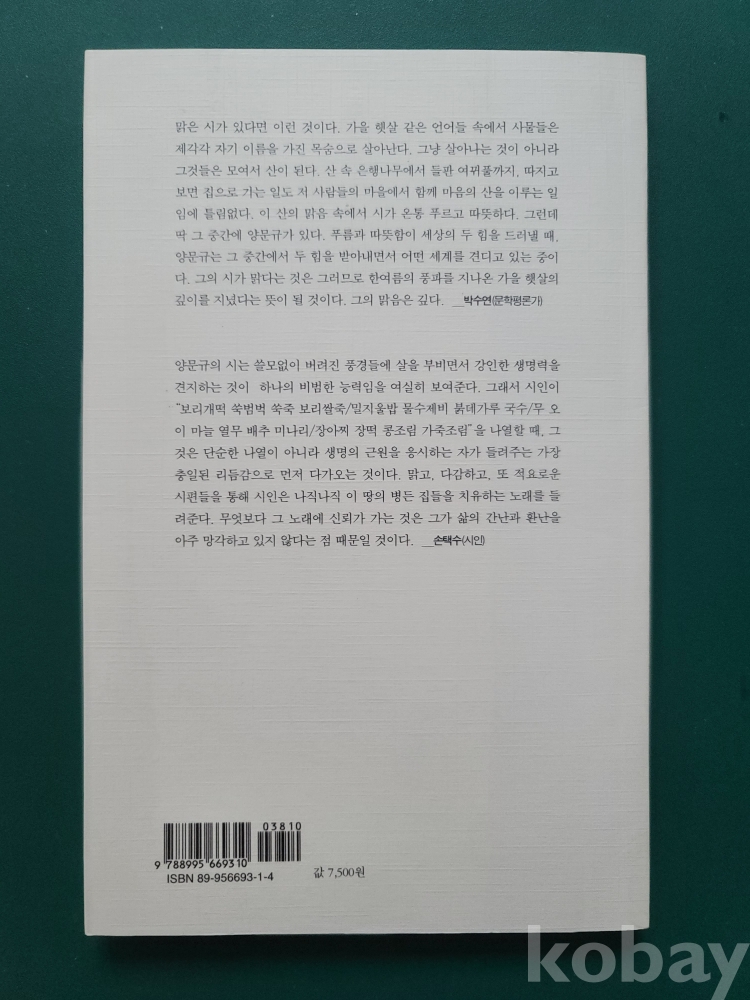 맑은 시가 있다면 이런 것이다. 가을 햇살 같은 언어들 속에서 사물들은
제각각 자기 이름을 가진 목숨으로 살아난다. 그냥 살아나는 것이 아니라
그것들은 모여서 산이 된다. 산 속 은행나무에서 들판 여뀌풀까지, 따지고
보면 집으로 가는 일도 저 사람들의 마을에서 함께 마음의 산을 이루는 일
임에 틀림없다. 이 산의 맑음 속에서 시가 온통 푸르고 따뜻하다. 그런데
딱 그 중간에 양문규가 있다. 푸름과 따뜻함이 세상의 두 힘을 드러낼 때,
양문규는 그 중간에서 두 힘을 받아내면서 어떤 세계를 견디고 있는 중이
다. 그의 시가 맑다는 것은 그러므로 한여름의 풍파를 지나온 가을 햇살의
깊이를 지녔다는 뜻이 될 것이다. 그의 맑음은 깊다. __박수연(문학평론가)
양문규의 시는 쓸모없이 버려진 풍경들에 살을 부비면서 강인한 생명력을
견지하는 것이 하나의 비범한 능력임을 여실히 보여준다. 그래서 시인이
“보리개떡 쑥범벅 쑥죽 보리쌀죽/밀지울밥 물수제비 붉데가루 국수/무 오
이 마늘 열무 배추 미나리/장아찌 장떡 콩조림 가죽조림”을 나열할 때, 그
것은 단순한 나열이 아니라 생명의 근원을 응시하는 자가 들려주는 가장
충일된 리듬감으로 먼저 다가오는 것이다. 맑고, 다감하고, 또 적요로운
시편들을 통해 시인은 나직나직 이 땅의 병든 집들을 치유하는 노래를 들
려준다. 무엇보다 그 노래에 신뢰가 가는 것은 그가 삶의 간난과 환난을
아주 망각하고 있지 않다는 점 때문일 것이다. __손택수(시인)
03810
9 788995 669310
ISBN 89-956693-1-4
값 7,500원
kobay